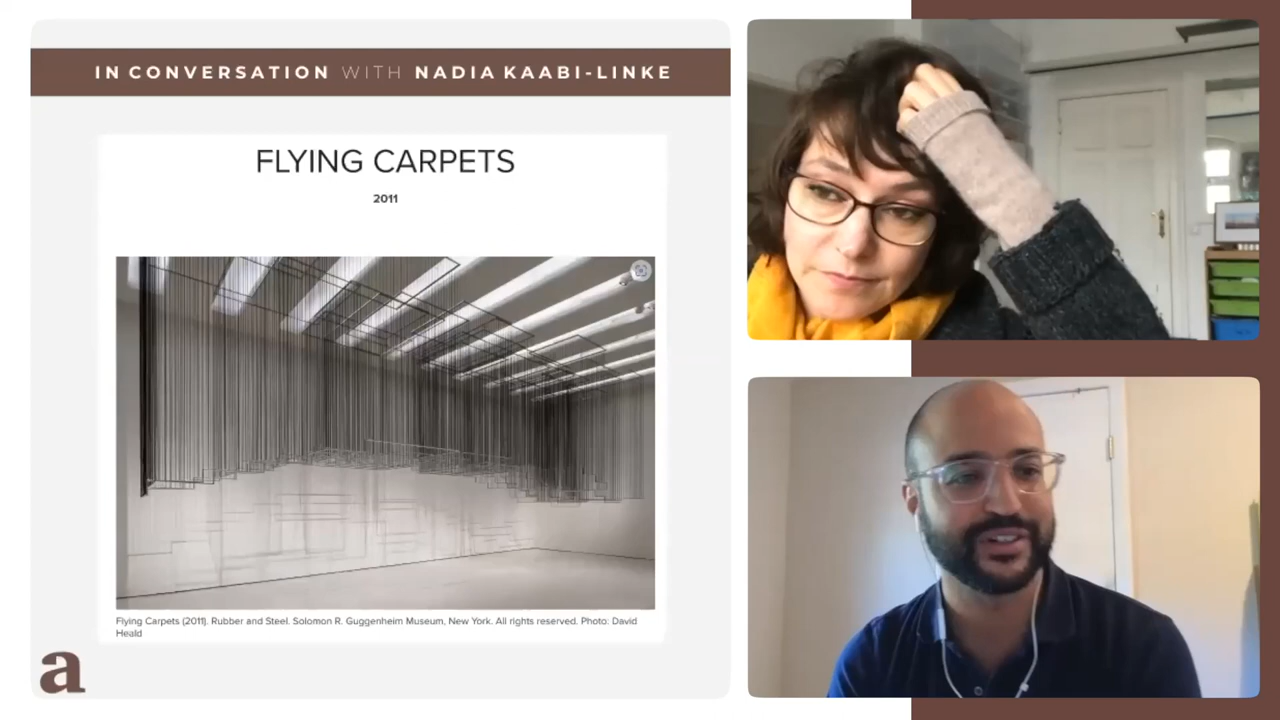 IN CONVERSATION WITH NADIA KAABI-LINKE
FLYING CARPETS
2011
Flying Carpets (2011). Rubber and Steel. Solomon R. Guggenheim Museum, New York. All rights reserved. Photo: David
Heald
a